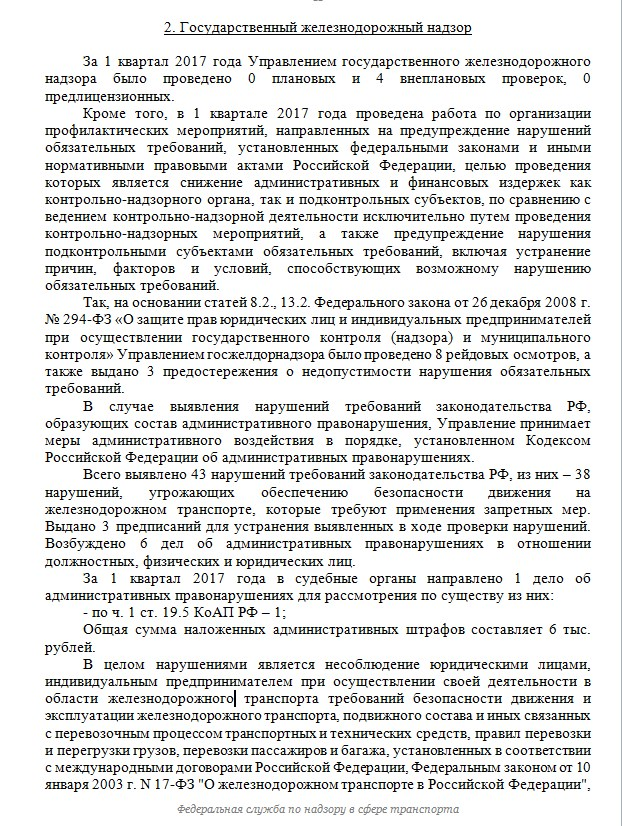 2. Государственный железнодорожный надзор
За 1 квартал 2017 года Управлением государственного железнодорожного
надзора было проведено 0 плановых и 4 внеплановых проверок, 0
предлицензионных.
Кроме того, в 1 квартале 2017 года проведена работа по организации
профилактических мероприятий, направленных на предупреждение нарушений
обязательных требований, установленных федеральными законами и иными
нормативными правовыми актами Российской Федерации, целью проведения
которых является снижение административных и финансовых издержек как
контрольно-надзорного органа, так и подконтрольных субъектов, по сравнению с
ведением контрольно-надзорной деятельности исключительно путем проведения
контрольно-надзорных мероприятий, а также предупреждение нарушения
подконтрольными субъектами обязательных требований, включая устранение
причин, факторов и условий, способствующих возможному нарушению
обязательных требований.
Так, на основании статей 8.2., 13.2. Федерального закона от 26 декабря 2008 г.
№ 294-ФЗ «О защите прав юридических лиц и индивидуальных предпринимателей
при осуществлении государственного контроля (надзора) и муниципального
контроля» Управлением госжелдорнадзора было проведено 8 рейдовых осмотров, а
также выдано 3 предостережения о недопустимости нарушения обязательных
требований.
В случае выявления нарушений требований законодательства РФ,
образующих состав административного правонарушения, Управление принимает
меры административного воздействия в порядке, установленном Кодексом
Российской Федерации об административных правонарушениях.
Всего выявлено 43 нарушений требований законодательства РФ, из них – 38
нарушений, угрожающих обеспечению безопасности движения на
железнодорожном транспорте, которые требуют применения запретных мер.
Выдано 3 предписаний для устранения выявленных в ходе проверки нарушений.
Возбуждено 6 дел об административных правонарушениях в отношении
должностных, физических и юридических лиц.
За 1 квартал 2017 года в судебные органы направлено 1 дело об
административных правонарушениях для рассмотрения по существу из них:
- по ч. 1 ст. 19.5 КоАП РФ – 1;
Общая сумма наложенных административных штрафов составляет 6 тыс.
рублей.
В целом нарушениями является несоблюдение юридическими лицами,
индивидуальным предпринимателем при осуществлении своей деятельности в
области железнодорожного транспорта требований безопасности движения и
эксплуатации железнодорожного транспорта, подвижного состава и иных связанных
с перевозочным процессом транспортных и технических средств, правил перевозки
и перегрузки грузов, перевозки пассажиров и багажа, установленных в соответствии
с международными договорами Российской Федерации, Федеральным законом от 10
января 2003 г. N 17-ФЗ "О железнодорожном транспорте в Российской Федерации",
Федеральная служба по надзору в сфере транспорта